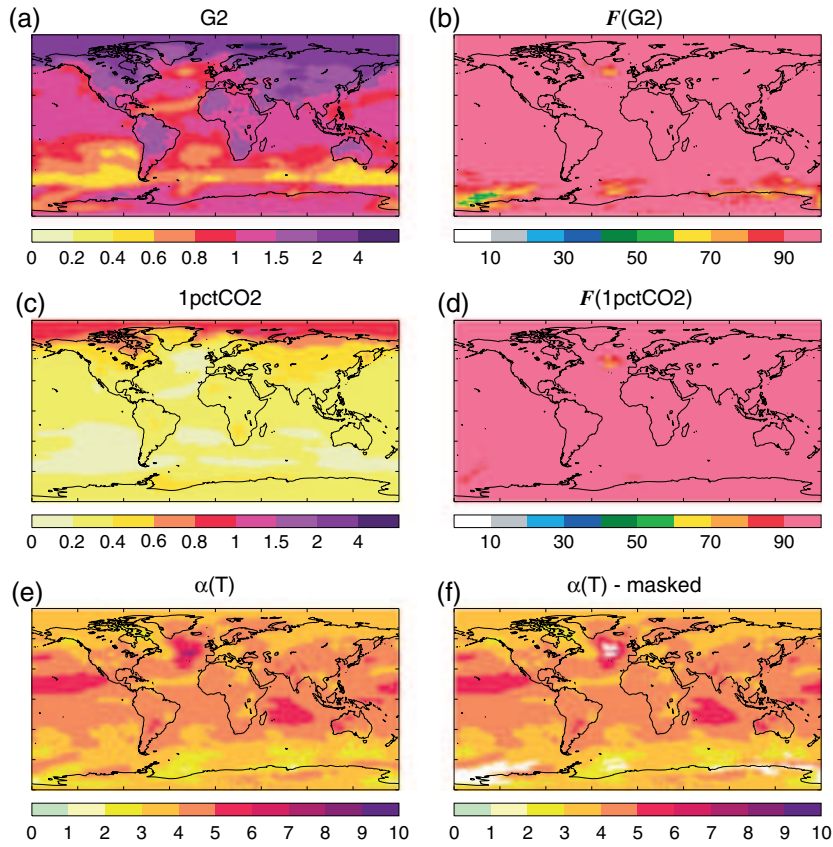 (a) G2
(b) F(G2)
0 0.2 0.4 0.6 0.8 1 1.5 2 4
10 30 50 70 90
(c) 1pctCO2
(d) F(1pctCO2)
0 0.2 0.4 0.6 0.8 1 1.5 2 4
10 30 50 70 90
(e) α(T)
(f) α(T) - masked
0 1 2 3 4 5 6 7 8 9 10
0 1 2 3 4 5 6 7 8 9 10